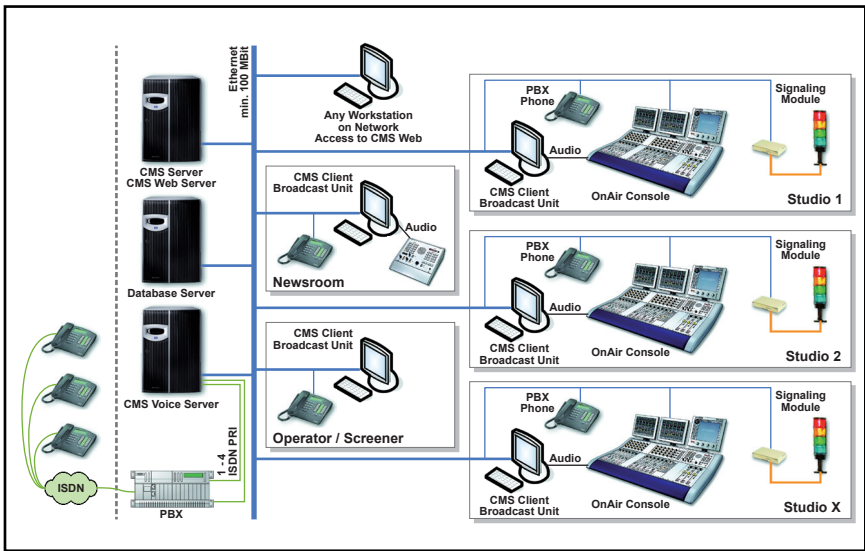 Ethernet
min. 100 MBit
CMS Server
CMS Web Server
Database Server
CMS Voice Server
1 - 4
ISDN PRI
ISDN
PBX
Any Workstation
on Network
Access to CMS Web
CMS Client
Broadcast Unit
Audio
Newsroom
CMS Client
Broadcast Unit
Operator / Screener
PBX
Phone
Signaling
Module
Audio
CMS Client
Broadcast Unit
OnAir Console
Studio 1
PBX
Phone
Signaling
Module
Audio
CMS Client
Broadcast Unit
OnAir Console
Studio 2
PBX
Phone
Signaling
Module
Audio
CMS Client
Broadcast Unit
OnAir Console
Studio X